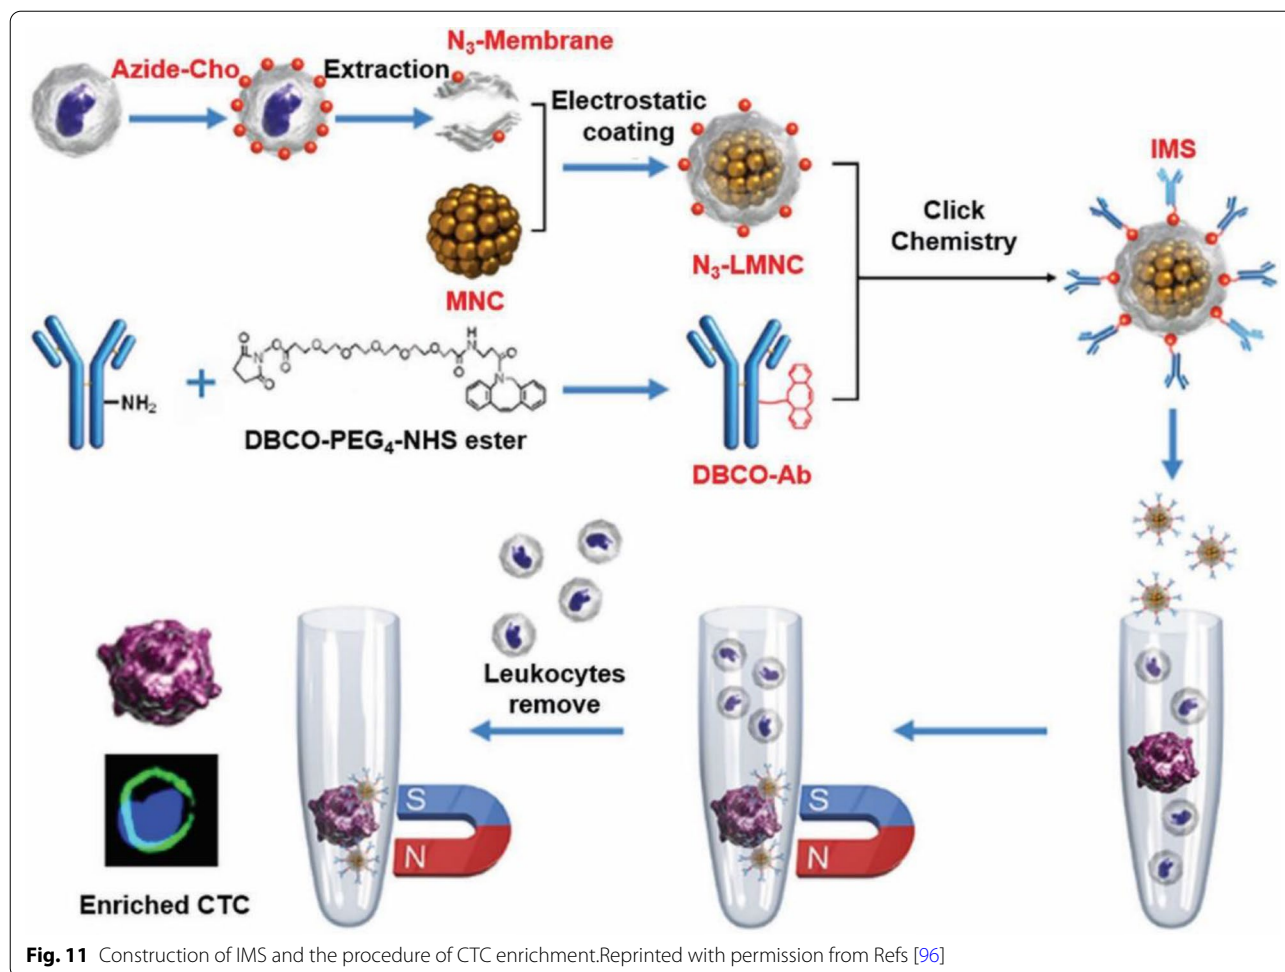 N3-Membrane
Azide-Cho
Extraction
Electrostatic
coating
IMS
Click
Chemistry
N3-LMNC
MNC
H
N
O
O
O
O
N
O
O
O
O
O
O
O
O
N
NH2
+
DBCO-PEG4-NHS ester
DBCO-Ab
Leukocytes
remove
S
N
S
N
Enriched CTC
Fig. 11 Construction of IMS and the procedure of CTC enrichment.Reprinted with permission from Refs [96]